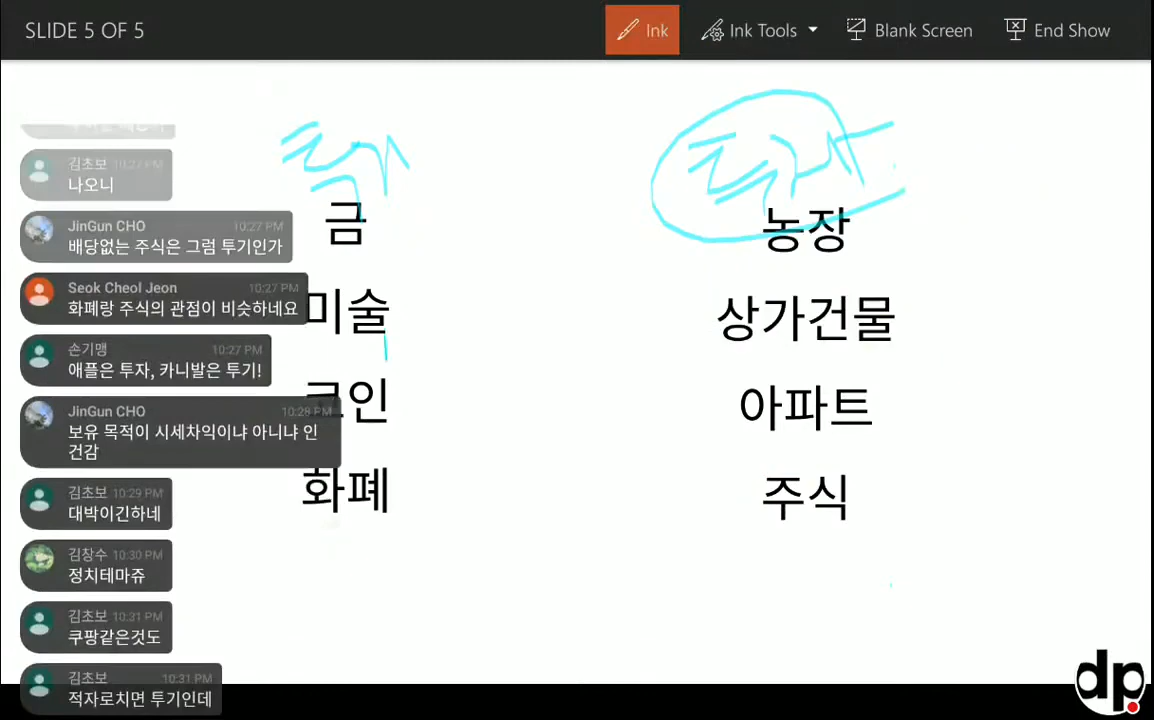 SLIDE 5 OF 5
Ink
Ink Tools
Blank Screen
End Show
김초보 10:27 PM
나오니
JinGun CHO 10:27 PM
배당없는 주식은 그럼 투기인가
Seok Cheol Jeon 10:27 PM
화폐랑 주식의 관점이 비슷하네요
손기맹 10:27 PM
애플은 투자, 카니발은 투기!
JinGun CHO 10:28 PM
보유 목적이 시세차익이냐 아니냐 인
건감
김초보 10:29 PM
대박이긴하네
김창수 10:30 PM
정치테마쥬
김초보 10:31 PM
쿠팡같은것도
김초보 10:31 PM
적자로치면 투기인데
투기
금
미술
코인
화폐
투자
농장
상가건물
아파트
주식
dp